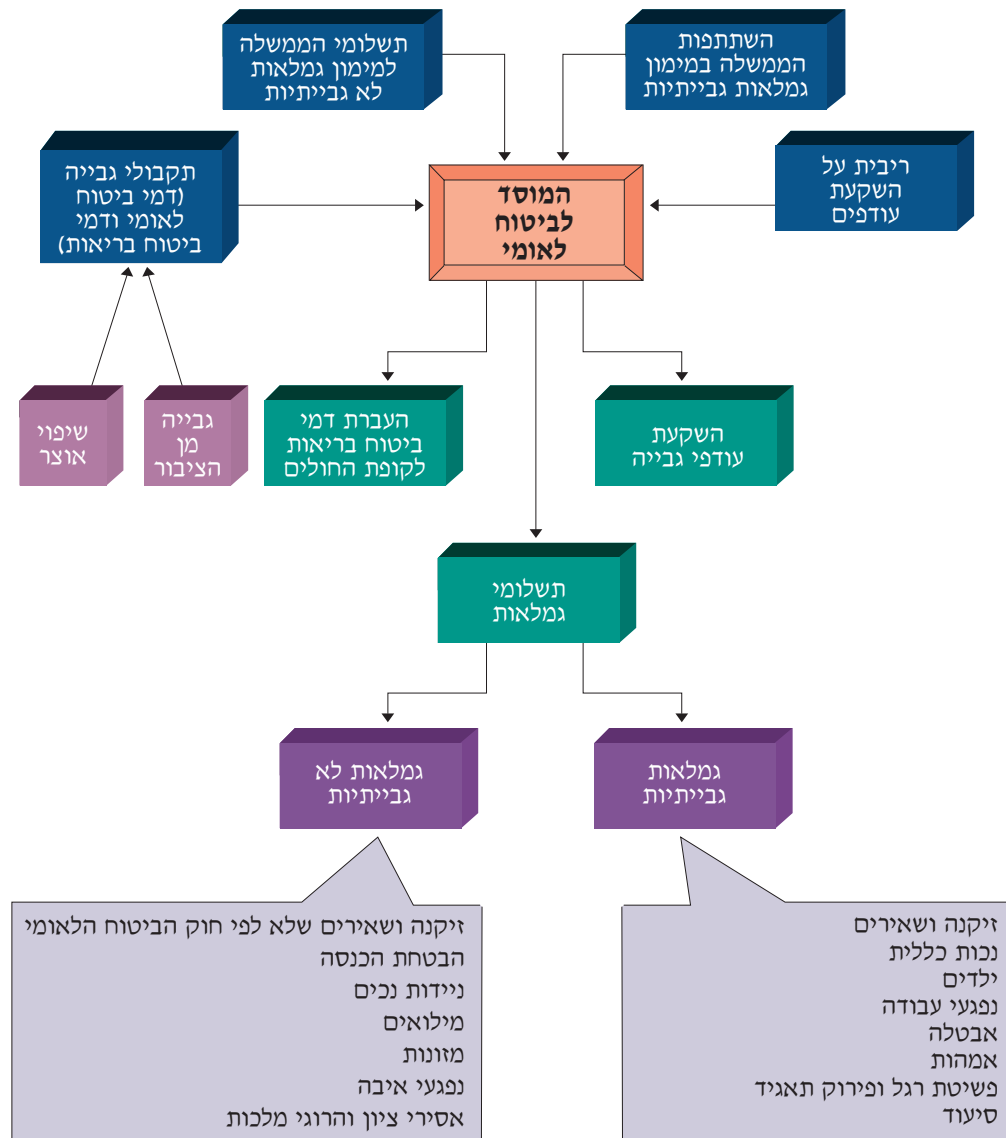 השתתפות
הממשלה במימון
גמלאות גבייתיות
תשלומי הממשלה
למימון גמלאות
לא גבייתיות
ריבית על
השקעת
עודפים
המוסד
לביטוח
לאומי
תקבולי גבייה
(דמי ביטוח
לאומי ודמי
ביטוח בריאות)
השקעת
עודפי גבייה
העברת דמי
ביטוח בריאות
לקופת החולים
גבייה
מן
הציבור
שיפוי
אוצר
תשלומי
גמלאות
גמלאות
גבייתיות
גמלאות לא
גבייתיות
זיקנה ושאירים
נכות כללית
ילדים
נפגעי עבודה
אבטלה
אמהות
פשיטת רגל ופירוק תאגיד
סיעוד
זיקנה ושאירים שלא לפי חוק הביטוח הלאומי
הבטחת הכנסה
ניידות נכים
מילואים
מזונות
נפגעי איבה
אסירי ציון והרוגי מלכות